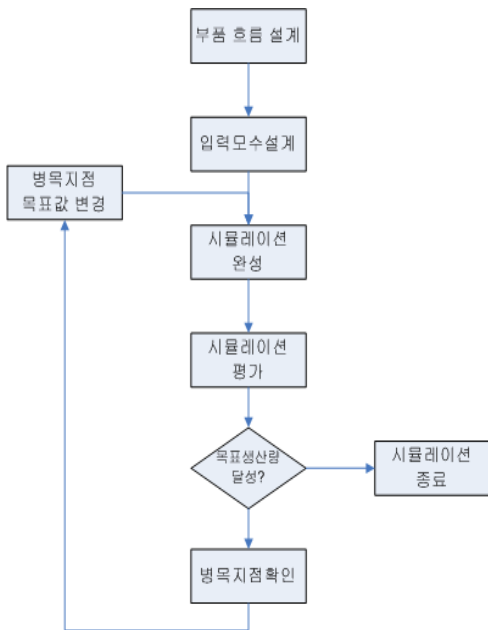 부품 흐름 설계
입력모수설계
병목지점
목표값 변경
시뮬레이션
완성
시뮬레이션
평가
목표생산량
달성?
시뮬레이션
종료
병목지점확인